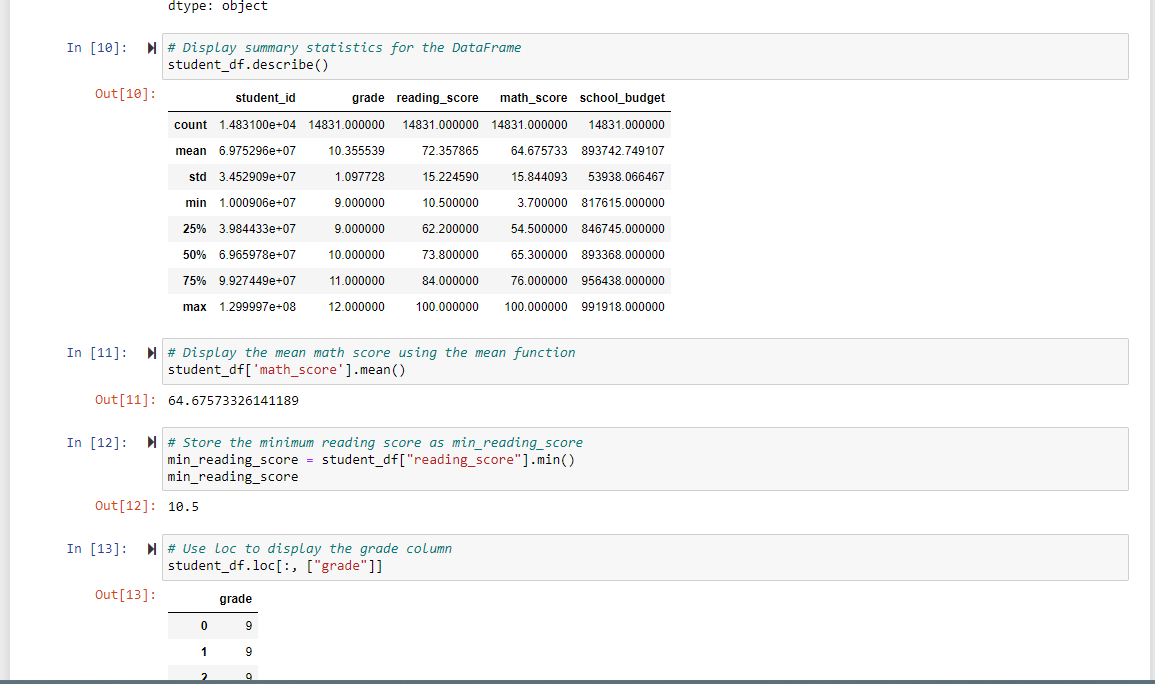 dtype: object
In [10]: # Display summary statistics for the DataFrame
student_df.describe()
Out[10]:
student_id grade reading_score math_score school_budget
count 1.483100e+04 14831.000000 14831.000000 14831.000000 14831.000000
mean 6.975296e+07 10.355539 72.357865 64.675733 893742.749107
std 3.452909e+07 1.097728 15.224590 15.844093 53938.066467
min 1.000906e+07 9.000000 10.500000 3.700000 817615.000000
25% 3.984433e+07 9.000000 62.200000 54.500000 846745.000000
50% 6.965978e+07 10.000000 73.800000 65.300000 893368.000000
75% 9.927449e+07 11.000000 84.000000 76.000000 956438.000000
max 1.299997e+08 12.000000 100.000000 100.000000 991918.000000
In [11]: # Display the mean math score using the mean function
student_df['math_score'].mean()
Out[11]: 64.67573326141189
In [12]: # Store the minimum reading score as min_reading_score
min_reading_score = student_df["reading_score"].min()
min_reading_score
Out[12]: 10.5
In [13]: # Use loc to display the grade column
student_df.loc[:, ["grade"]]
Out[13]:
grade
0 9
1 9
2 9